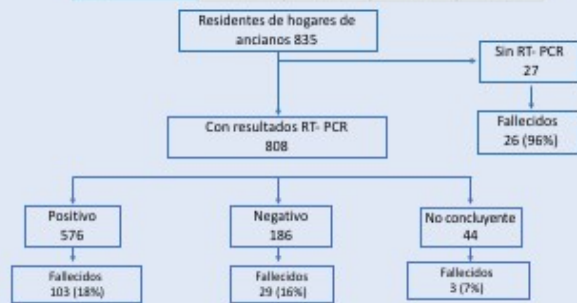 Residentes de hogares de
ancianos 835
Sin RT- PCR
27
Fallecidos
26 (96%)
Con resultados RT- PCR
808
Positivo
576
Negativo
186
No concluyente
44
Fallecidos
103 (18%)
Fallecidos
29 (16%)
Fallecidos
3 (7%)